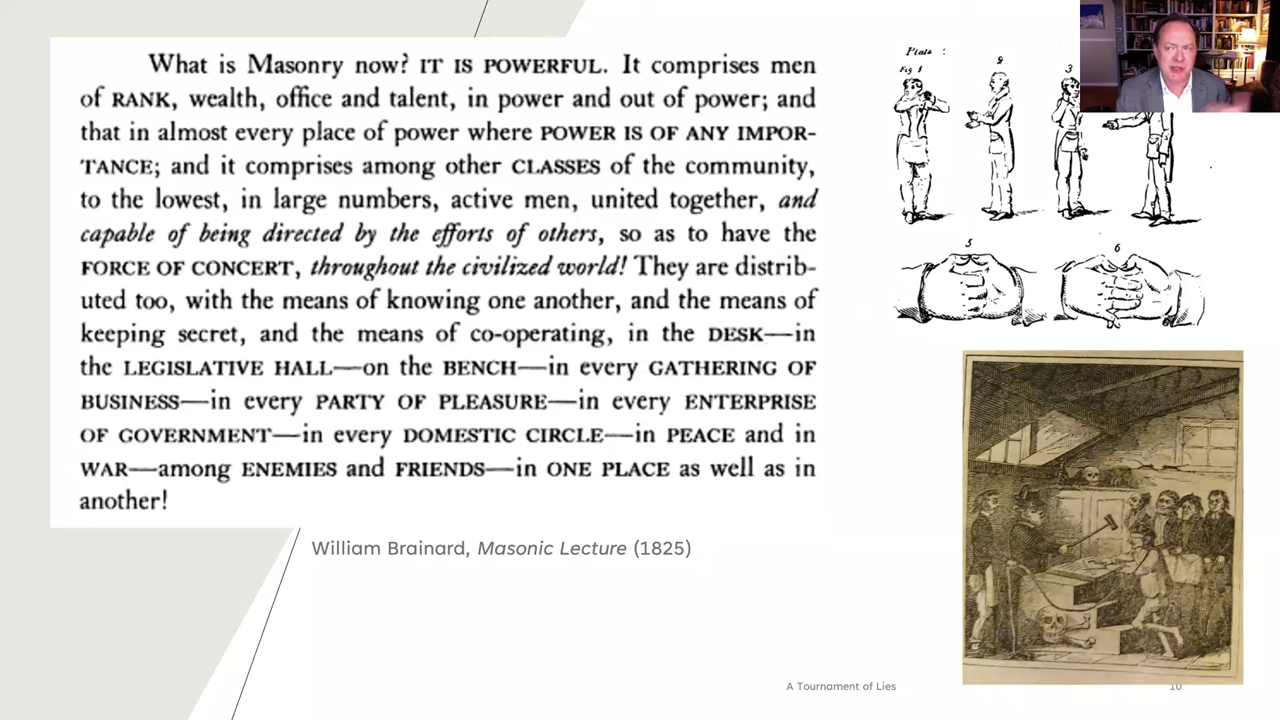 What is Masonry now? IT IS POWERFUL. It comprises men
of RANK, wealth, office and talent, in power and out of power; and
that in almost every place of power where POWER IS OF ANY IMPOR-
TANCE; and it comprises among other CLASSES of the community,
to the lowest, in large numbers, active men, united together, and
capable of being directed by the efforts of others, so as to have the
FORCE OF CONCERT, throughout the civilized world! They are distrib-
uted too, with the means of knowing one another, and the means of
keeping secret, and the means of co-operating, in the DESK—in
the LEGISLATIVE HALL—on the BENCH—in every GATHERING OF
BUSINESS—in every PARTY OF PLEASURE—in every ENTERPRISE
OF GOVERNMENT—in every DOMESTIC CIRCLE—in PEACE and in
WAR—among ENEMIES and FRIENDS—in ONE PLACE as well as in
another!
William Brainard, Masonic Lecture (1825)
Plate :
Fig 1
2
3
5
6
A Tournament of Lies
10